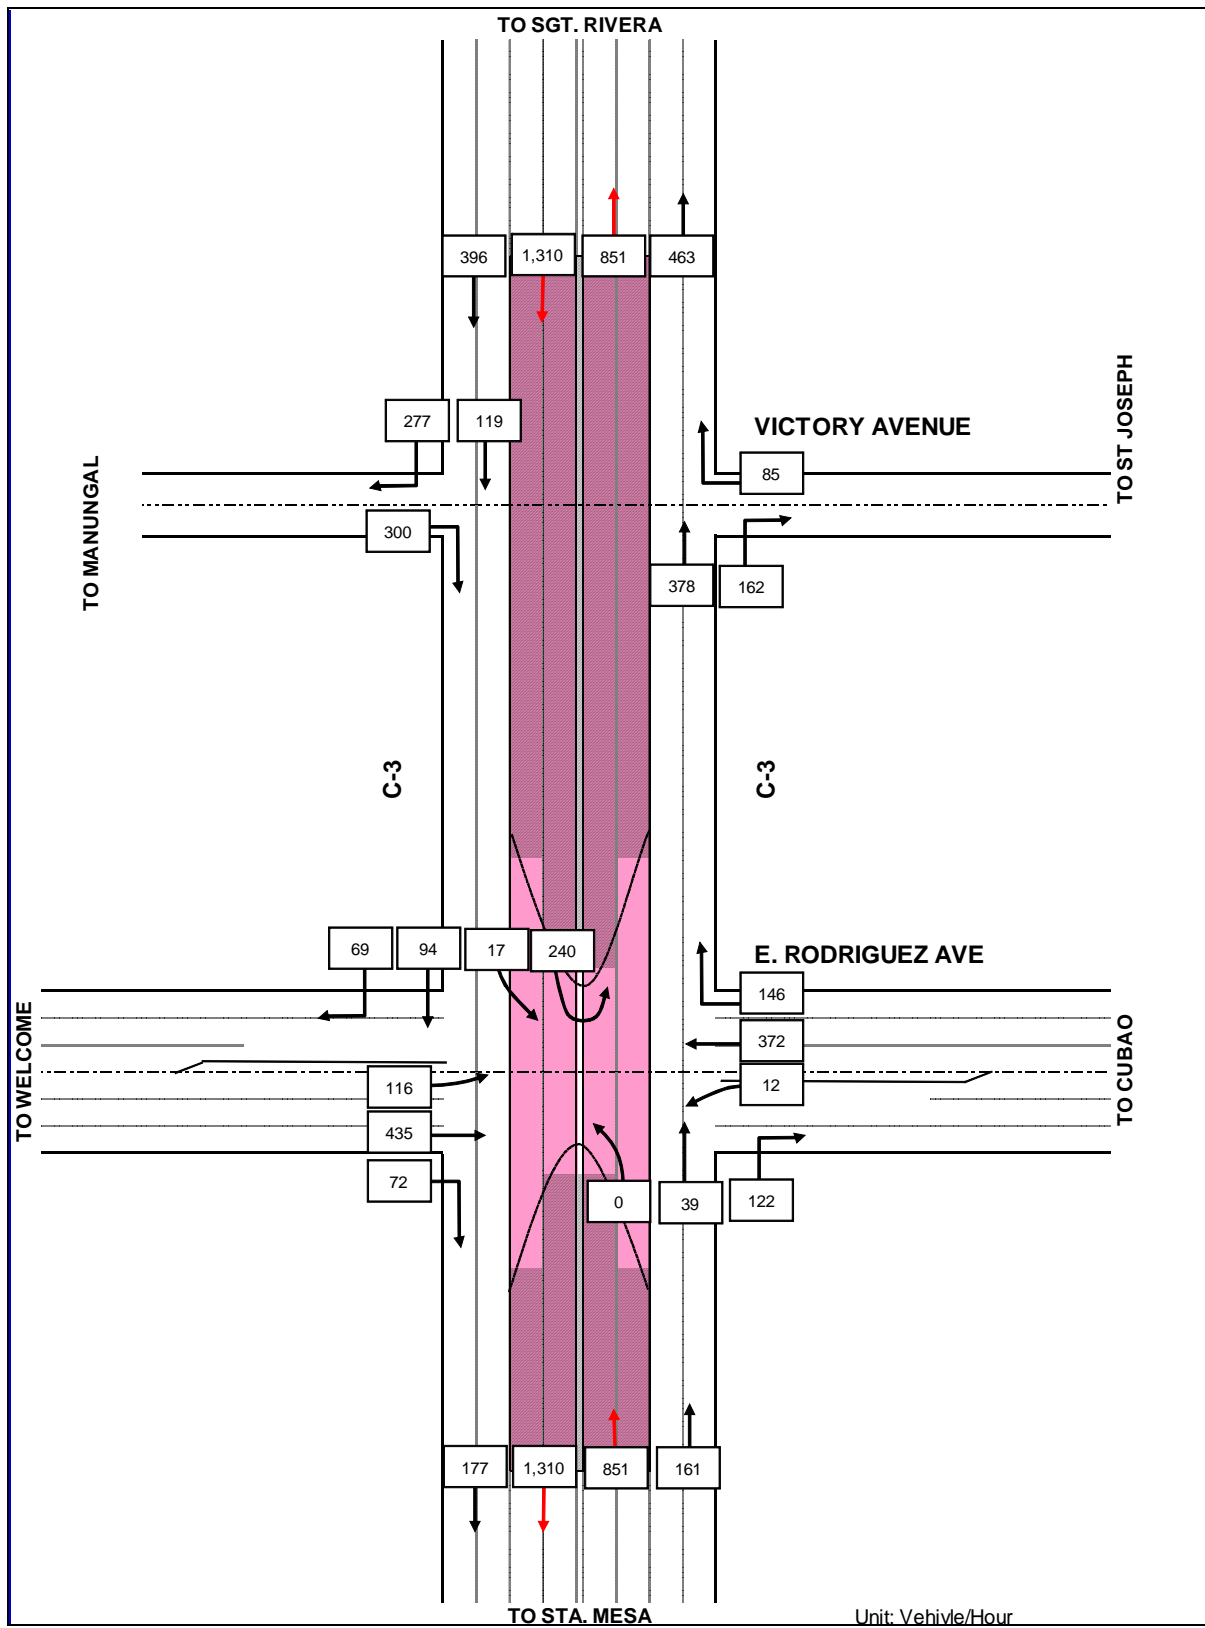 TO SGT. RIVERA
396
1,310
851
463
277
119
VICTORY AVENUE
TO ST JOSEPH
85
TO MANUNGAL
300
378
162
C-3
C-3
69
94
17
240
E. RODRIGUEZ AVE
146
TO WELCOME
372
TO CUBAO
116
12
435
72
0
39
122
177
1,310
851
161
TO STA. MESA
Unit: Vehivle/Hour